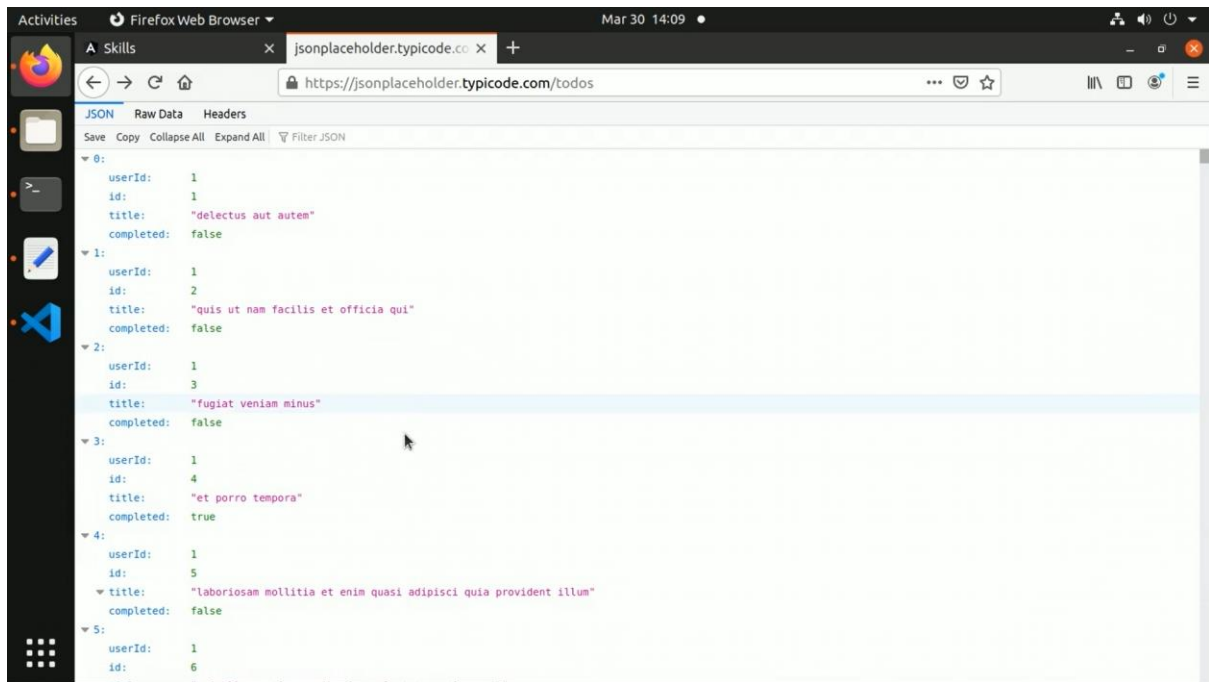 Activities Firefox Web Browser Mar 30 14:09
Skills jsonplaceholder.typicode.co
https://jsonplaceholder.typicode.com/todos
JSON Raw Data Headers
Save Copy Collapse All Expand All Filter JSON
0:
userId: 1
id: 1
title: "delectus aut autem"
completed: false
1:
userId: 1
id: 2
title: "quis ut nam facilis et officia qui"
completed: false
2:
userId: 1
id: 3
title: "fugiat veniam minus"
completed: false
3:
userId: 1
id: 4
title: "et porro tempora"
completed: true
4:
userId: 1
id: 5
title: "laboriosam mollitia et enim quasi adipisci quia provident illum"
completed: false
5:
userId: 1
id: 6